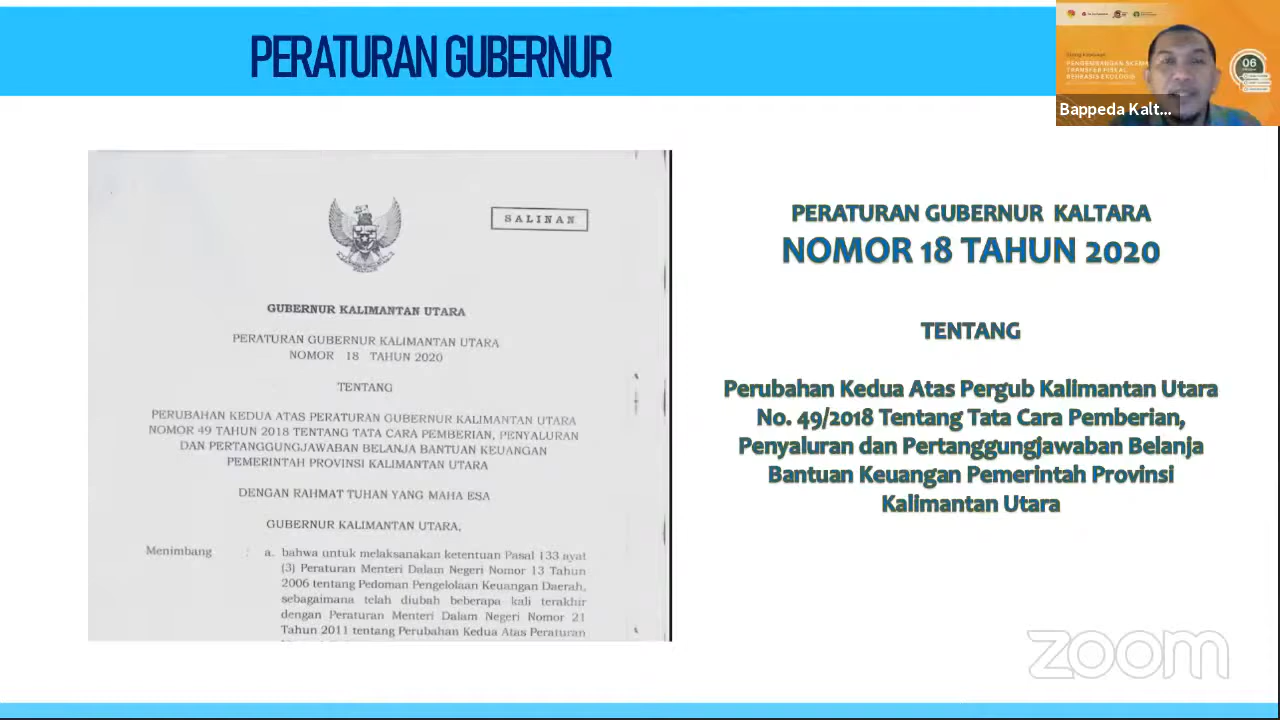 PERATURAN GUBERNUR
PENGEMBANGAN SKEMA
TRANSFER FISKAL
BERBASIS EKOLOGIS
06
Bappeda Kalt...
SALINAN
GUBERNUR KALIMANTAN UTARA
PERATURAN GUBERNUR KALIMANTAN UTARA
NOMOR 18 TAHUN 2020
TENTANG
PERUBAHAN KEDUA ATAS PERATURAN GUBERNUR KALIMANTAN UTARA
NOMOR 49 TAHUN 2018 TENTANG TATA CARA PEMBERIAN, PENYALURAN
DAN PERTANGGUNGJAWABAN BELANJA BANTUAN KEUANGAN
PEMERINTAH PROVINSI KALIMANTAN UTARA
DENGAN RAHMAT TUHAN YANG MAHA ESA
GUBERNUR KALIMANTAN UTARA,
Menimbang : a. bahwa untuk melaksanakan ketentuan Pasal 133 ayat
(3) Peraturan Menteri Dalam Negeri Nomor 13 Tahun
2006 tentang Pedoman Pengelolaan Keuangan Daerah,
sebagaimana telah diubah beberapa kali terakhir
dengan Peraturan Menteri Dalam Negeri Nomor 21
Tahun 2011 tentang Perubahan Kedua Atas Peraturan
PERATURAN GUBERNUR KALTARA
NOMOR 18 TAHUN 2020
TENTANG
Perubahan Kedua Atas Pergub Kalimantan Utara
No. 49/2018 Tentang Tata Cara Pemberian,
Penyaluran dan Pertanggungjawaban Belanja
Bantuan Keuangan Pemerintah Provinsi
Kalimantan Utara
zoom